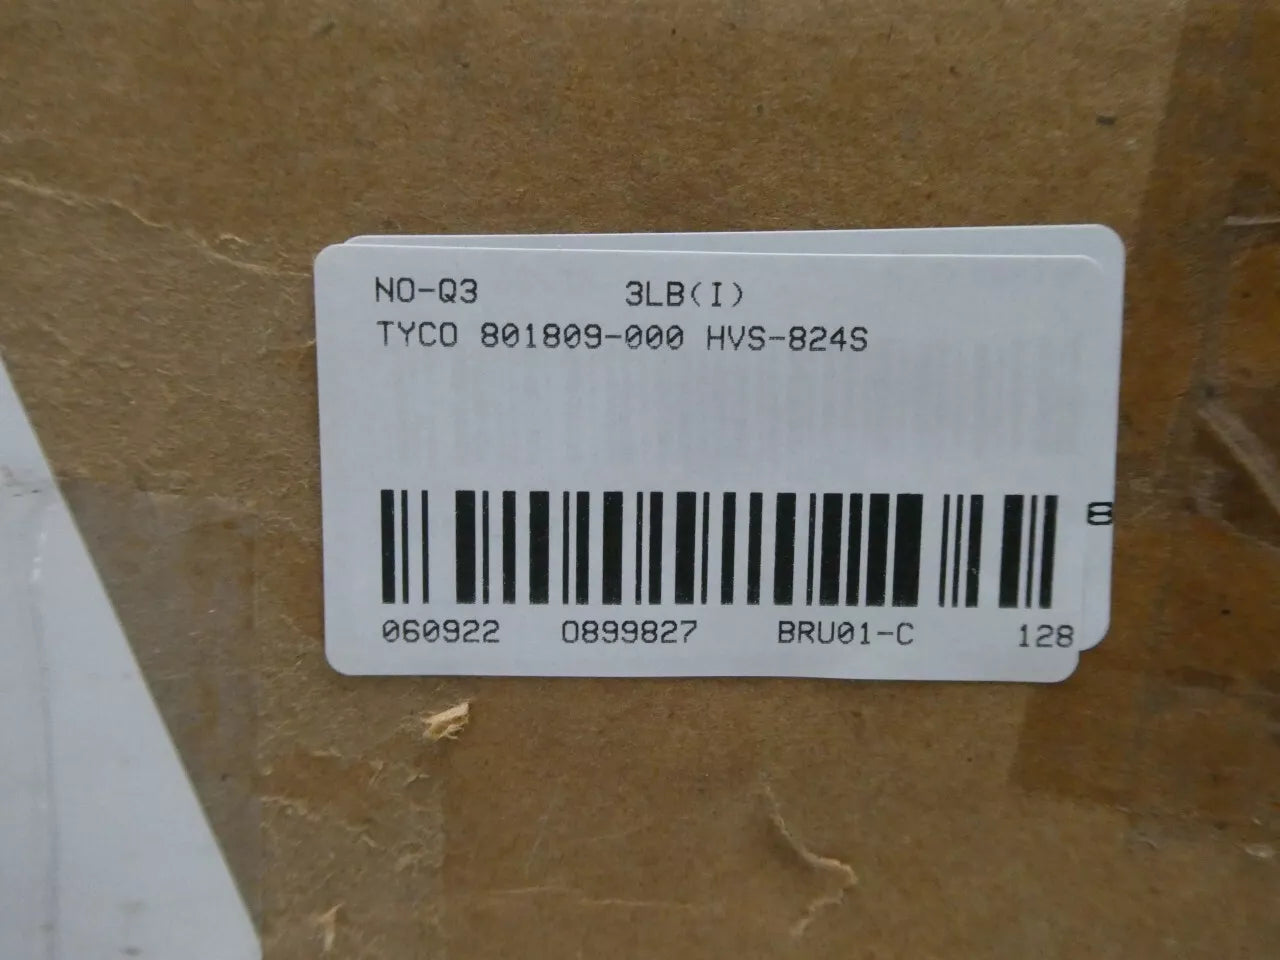 NO-Q3 3LB(I)
TYCO 801809-000 HVS-824S
8
060922 0899827 BRU01-C 128